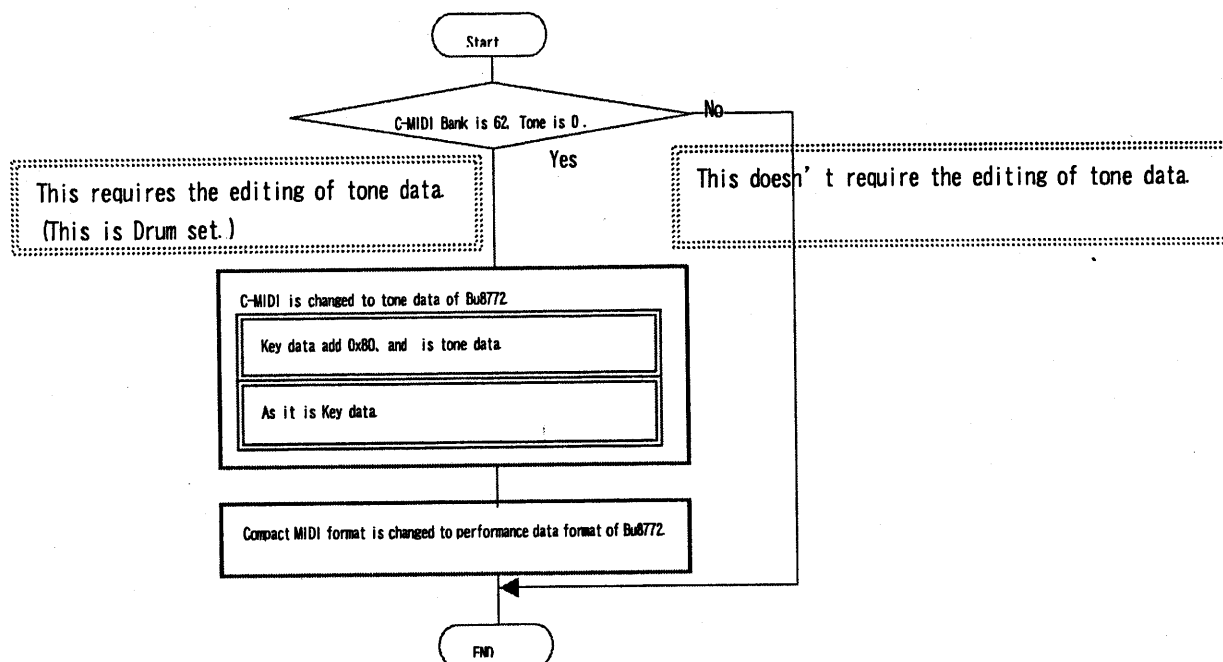 Start
C-MIDI Bank is 62. Tone is 0.
No
Yes
This requires the editing of tone data.
(This is Drum set.)
This doesn't require the editing of tone data.
C-MIDI is changed to tone data of Bu8772.
Key data add 0x80, and is tone data
As it is Key data
Compact MIDI format is changed to performance data format of Bu8772.
END